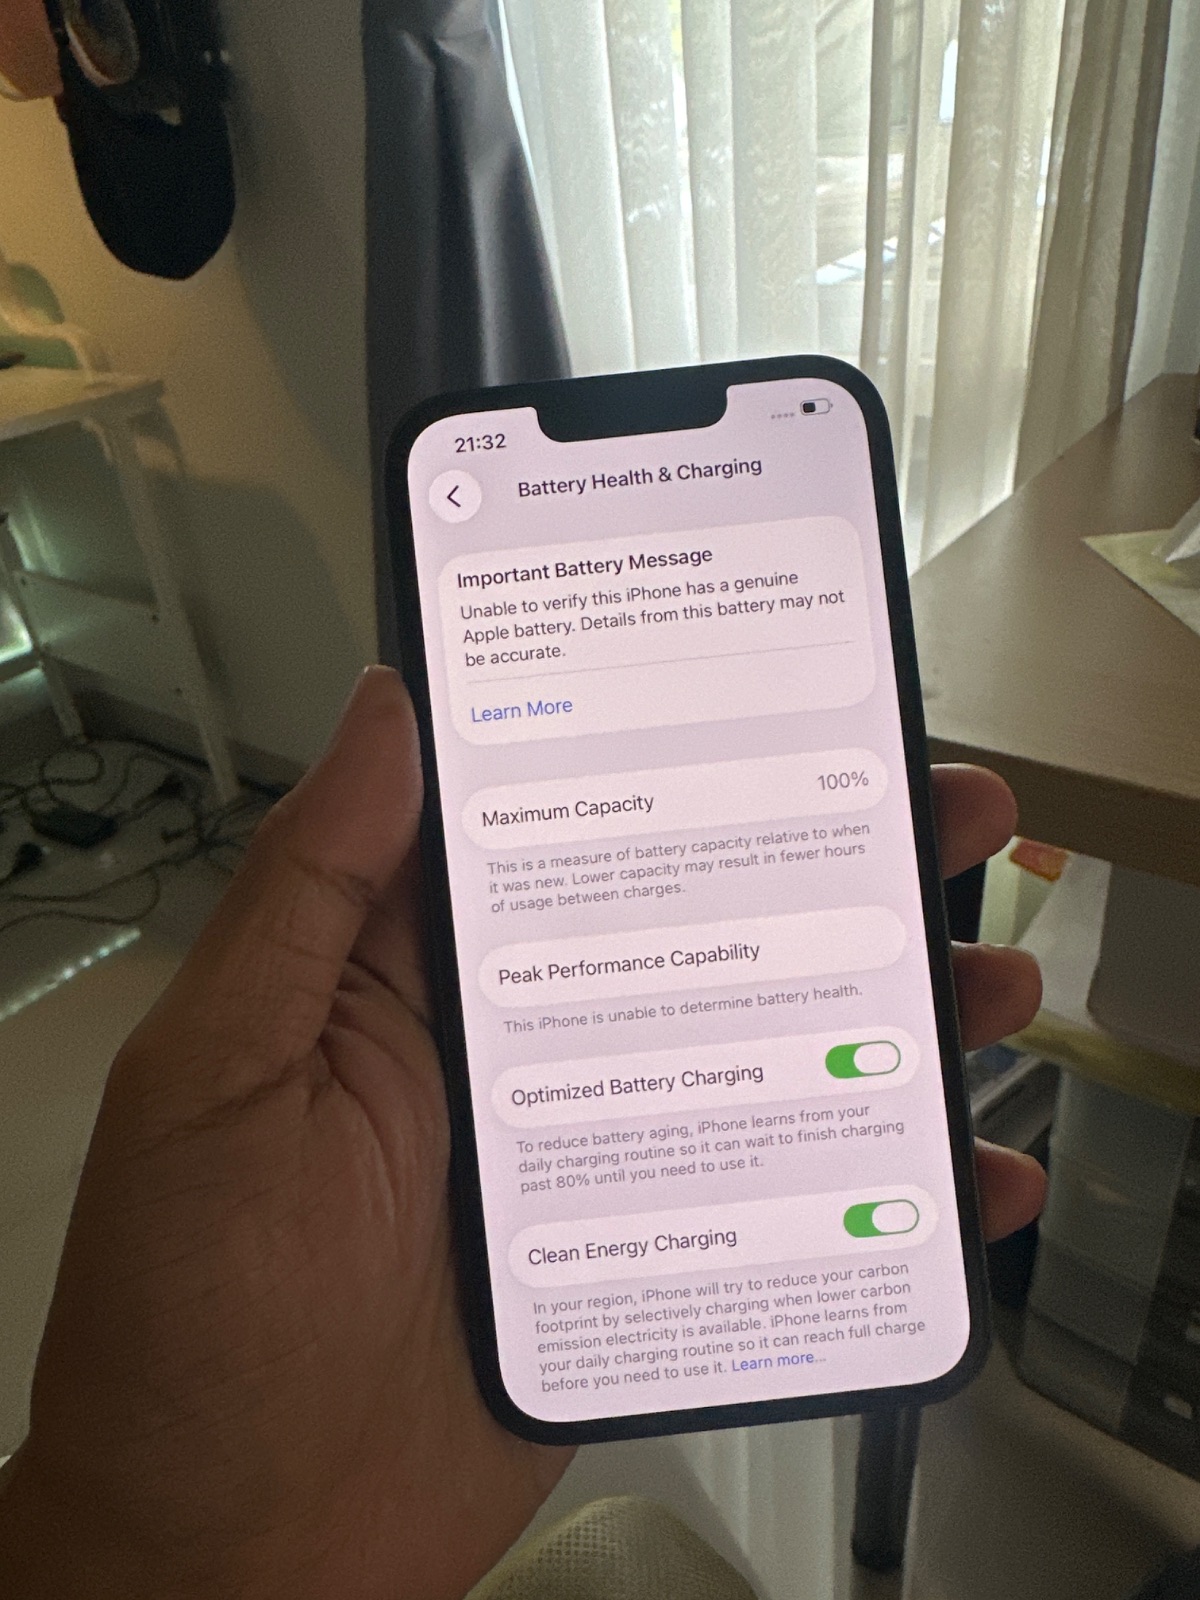 21:32
Battery Health & Charging
Important Battery Message
Unable to verify this iPhone has a genuine
Apple battery. Details from this battery may not
be accurate.
Learn More
Maximum Capacity 100%
This is a measure of battery capacity relative to when
it was new. Lower capacity may result in fewer hours
of usage between charges.
Peak Performance Capability
This iPhone is unable to determine battery health.
Optimized Battery Charging
To reduce battery aging, iPhone learns from your
daily charging routine so it can wait to finish charging
past 80% until you need to use it.
Clean Energy Charging
In your region, iPhone will try to reduce your carbon
footprint by selectively charging when lower carbon
emission electricity is available. iPhone learns from
your daily charging routine so it can reach full charge
before you need to use it. Learn more...